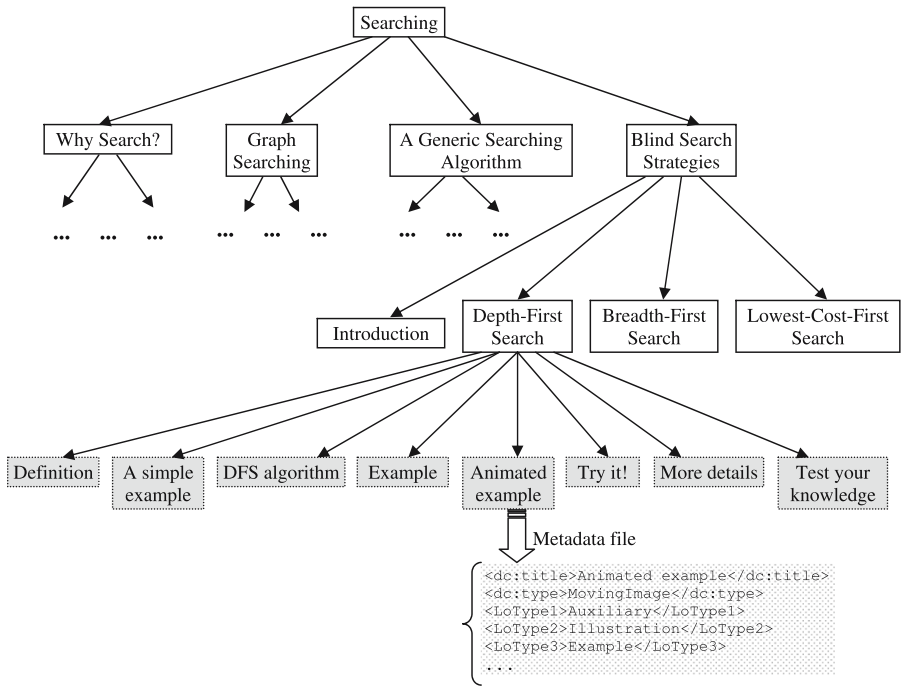 Searching
Why Search?
Graph
Searching
A Generic Searching
Algorithm
Blind Search
Strategies
... ... ...
... ... ...
... ... ...
Introduction
Depth-First
Search
Breadth-First
Search
Lowest-Cost-First
Search
Definition
A simple
example
DFS algorithm
Example
Animated
example
Try it!
More details
Test your
knowledge
Metadata file
<dc:title>Animated example</dc:title>
<dc:type>MovingImage</dc:type>
<LoType1>Auxiliary</LoType1>
<LoType2>Illustration</LoType2>
<LoType3>Example</LoType3>
...